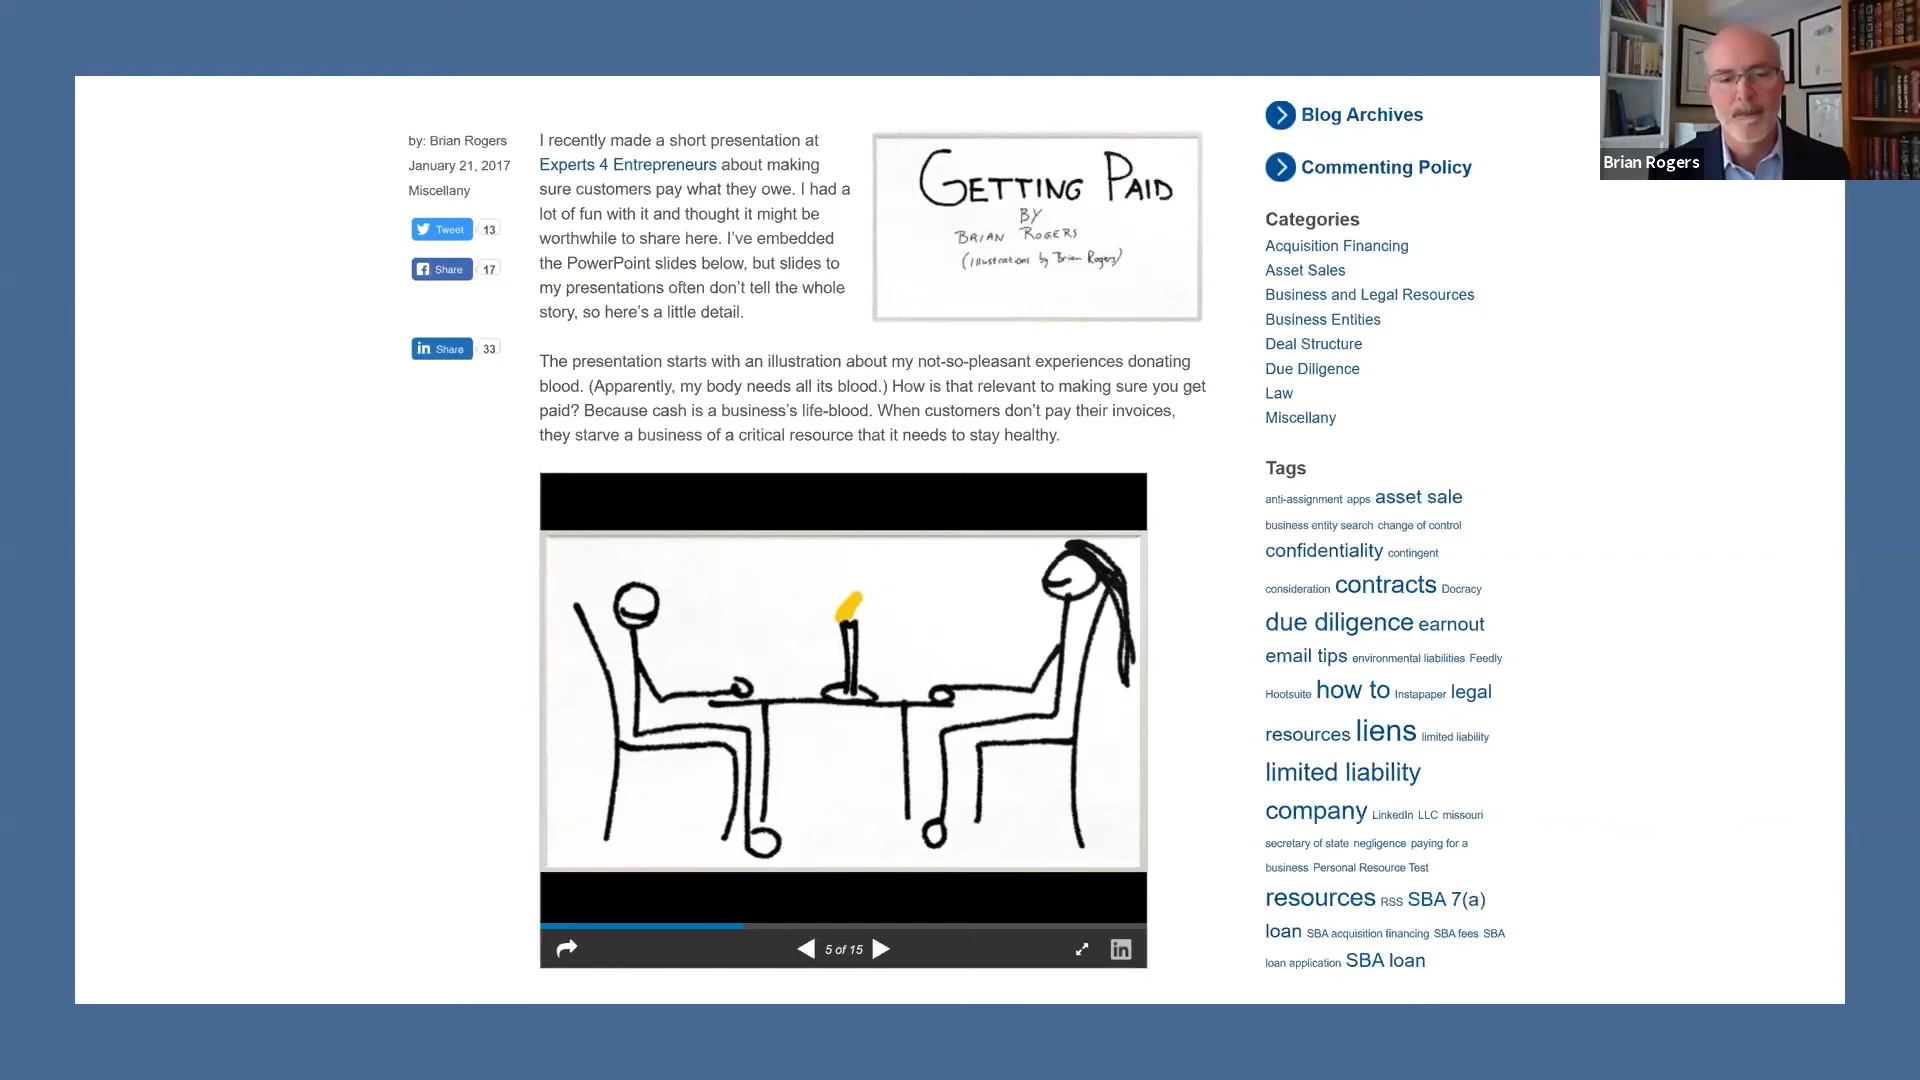 by: Brian Rogers
January 21, 2017
Miscellany
Tweet 13
Share 17
Share 33
I recently made a short presentation at
Experts 4 Entrepreneurs about making
sure customers pay what they owe. I had a
lot of fun with it and thought it might be
worthwhile to share here. I've embedded
the PowerPoint slides below, but slides to
my presentations often don't tell the whole
story, so here's a little detail.
GETTING PAID
BY
BRIAN ROGERS
(Illustrations by Brian Rogers)
The presentation starts with an illustration about my not-so-pleasant experiences donating
blood. (Apparently, my body needs all its blood.) How is that relevant to making sure you get
paid? Because cash is a business's life-blood. When customers don't pay their invoices,
they starve a business of a critical resource that it needs to stay healthy.
5 of 15
in
Blog Archives
Commenting Policy
Categories
Acquisition Financing
Asset Sales
Business and Legal Resources
Business Entities
Deal Structure
Due Diligence
Law
Miscellany
Tags
anti-assignment apps asset sale
business entity search change of control
confidentiality contingent
consideration contracts Docracy
due diligence earnout
email tips environmental liabilities Feedly
Hootsuite how to Instapaper legal
resources liens limited liability
limited liability
company LinkedIn LLC missouri
secretary of state negligence paying for a
business Personal Resource Test
resources RSS SBA 7(a)
loan SBA acquisition financing SBA fees SBA
loan application SBA loan
Brian Rogers